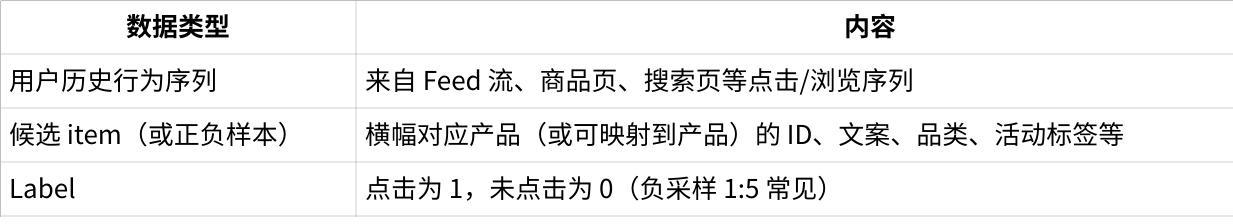 数据类型 内容
用户历史行为序列 来自 Feed 流、商品页、搜索页等点击/浏览序列
候选 item（或正负样本） 横幅对应产品（或可映射到产品）的 ID、文案、品类、活动标签等
Label 点击为 1，未点击为 0（负采样 1:5 常见）